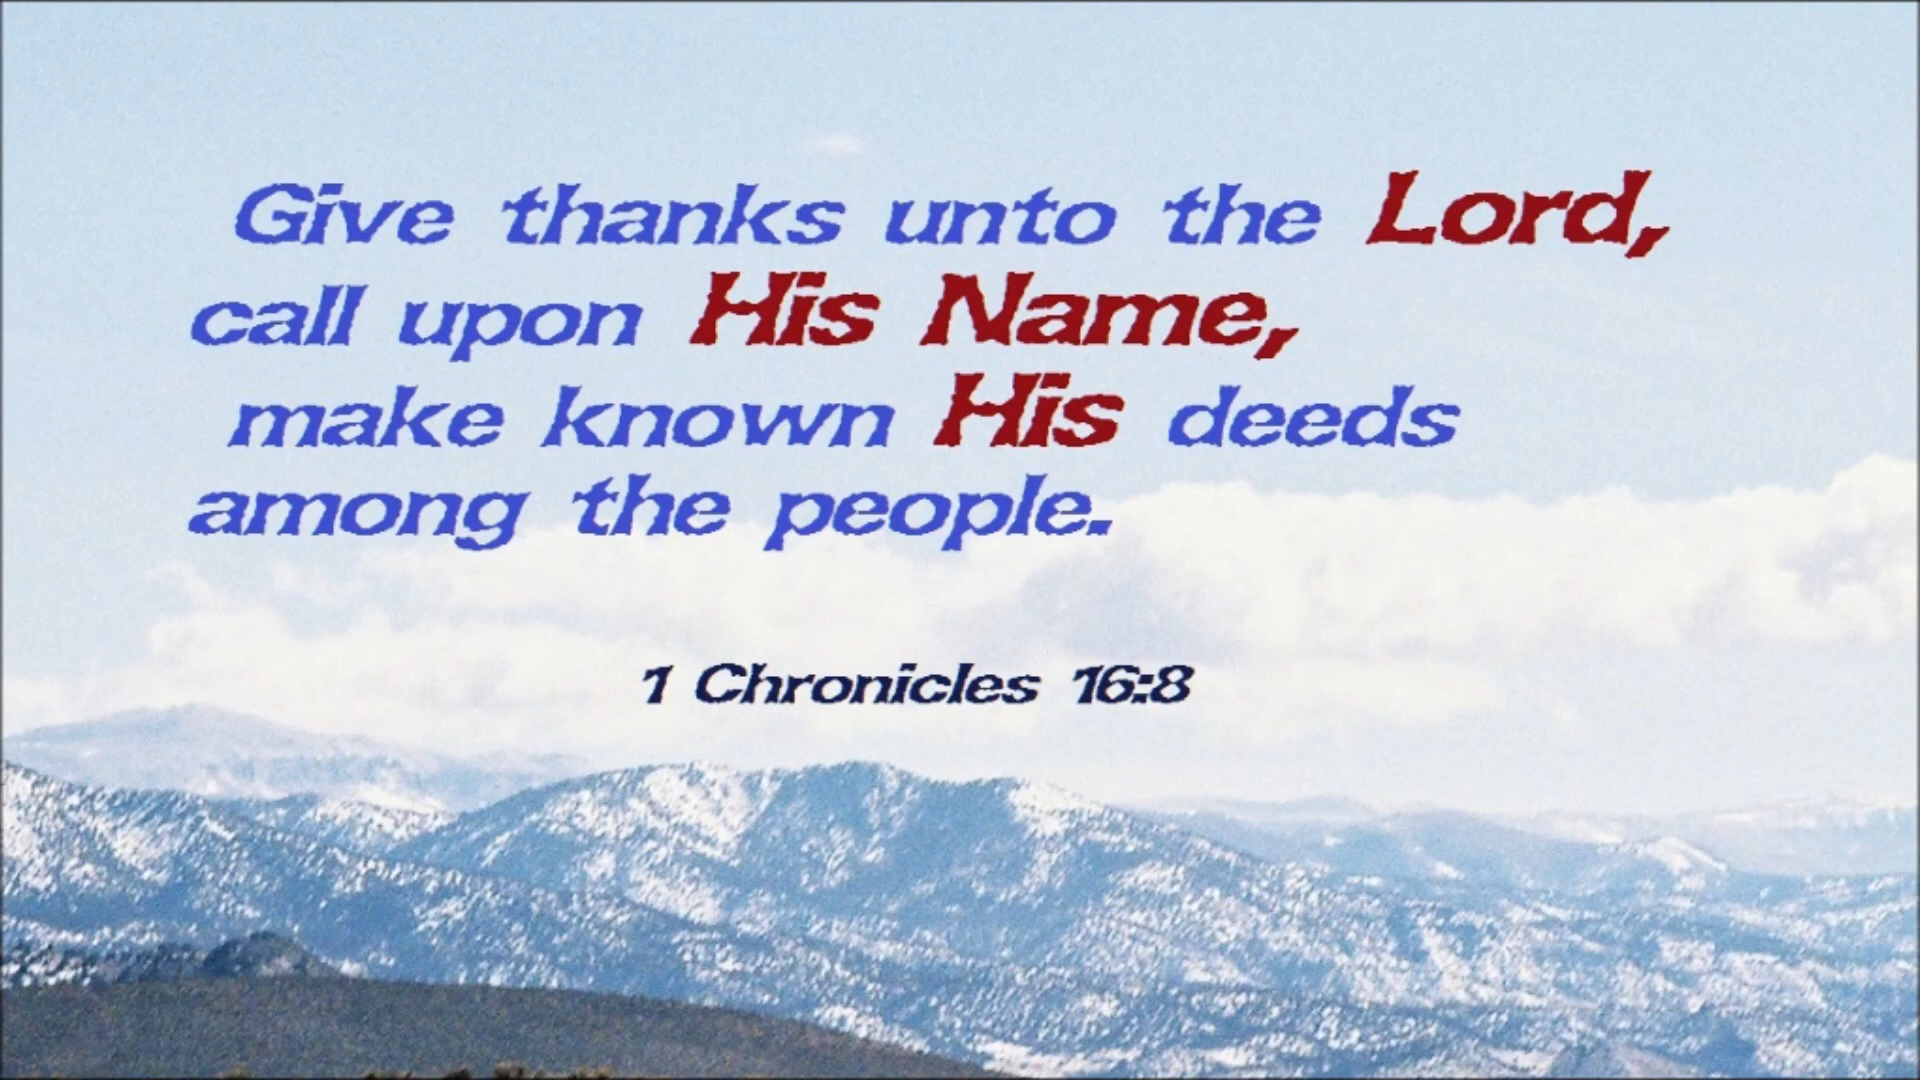 Give thanks unto the Lord,
call upon His Name,
make known His deeds
among the people.
1 Chronicles 16:8